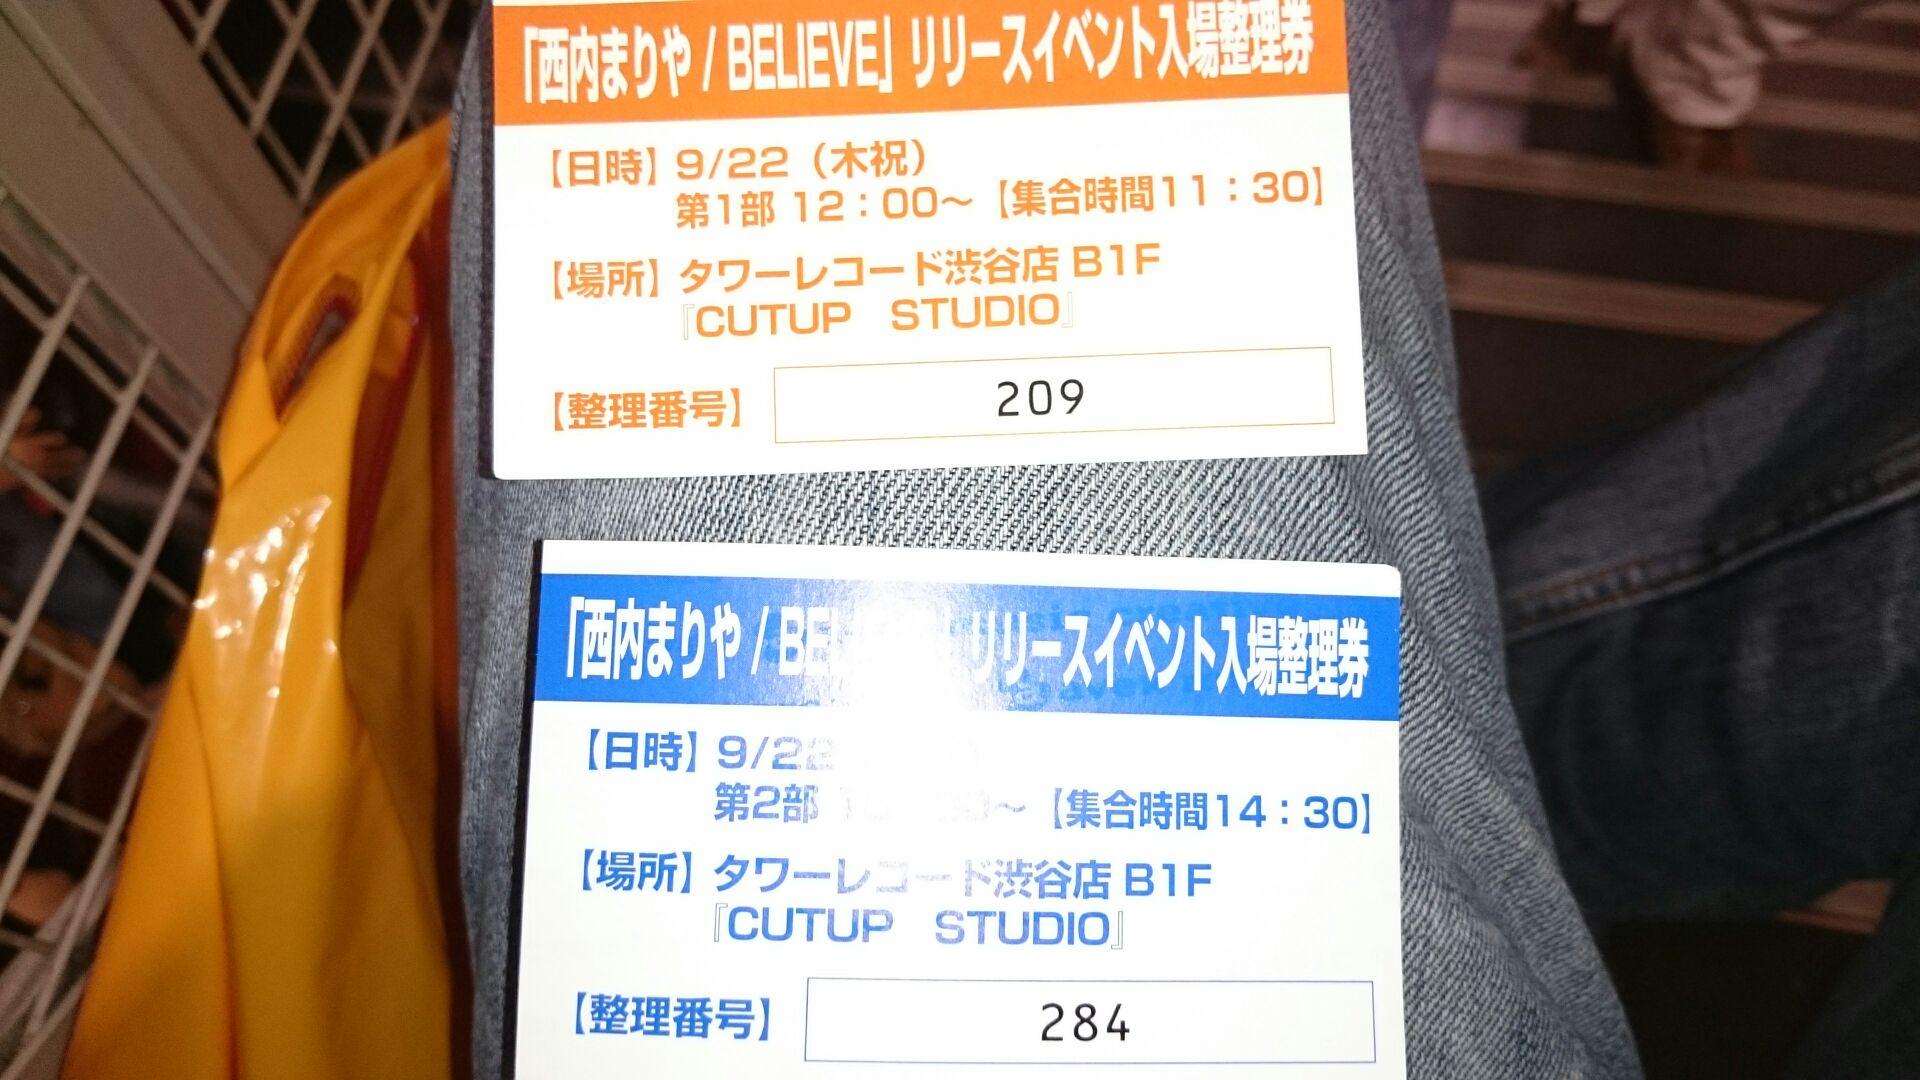 「西内まりや / BELIEVE」リリースイベント入場整理券
【日時】9/22（木祝）
第1部 12：00～【集合時間11：30】
【場所】タワーレコード渋谷店 B1F
『CUTUP STUDIO』
【整理番号】 209
「西内まりや / リリースイベント入場整理券
【日時】9/22
第2部 ～【集合時間14：30】
【場所】タワーレコード渋谷店 B1F
『CUTUP STUDIO』
【整理番号】 284